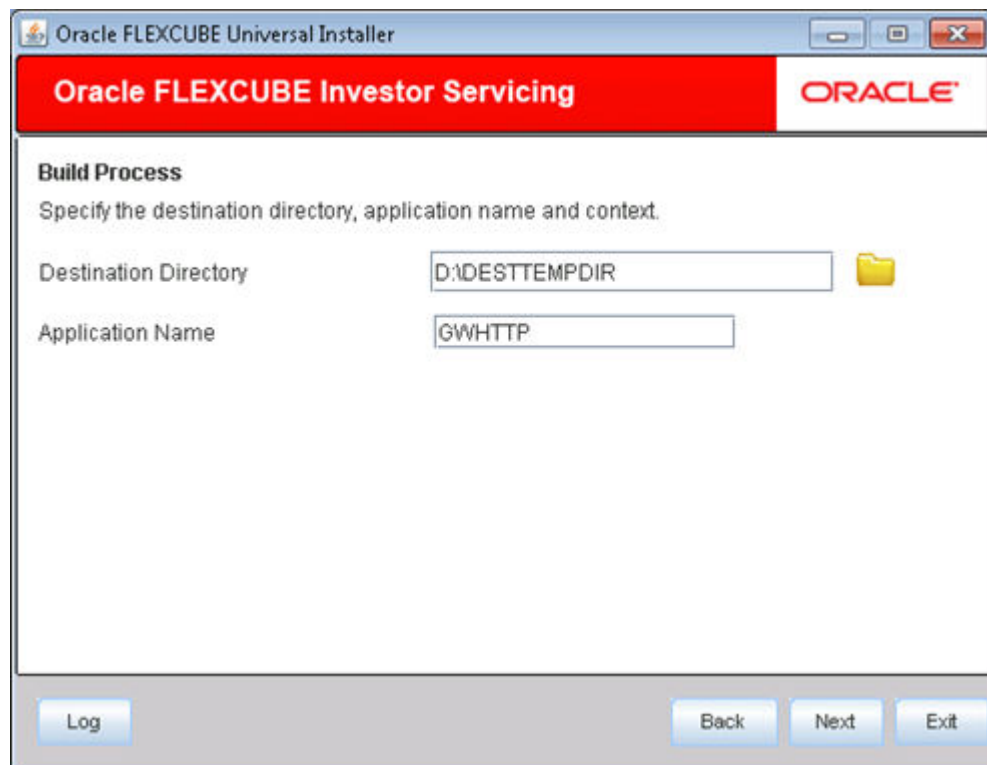 Oracle FLEXCUBE Universal Installer
Oracle FLEXCUBE Investor Servicing
ORACLE®
Build Process
Specify the destination directory, application name and context.
Destination Directory
D:\DESTTEMPDIR
Application Name
GWHTTP
Log
Back
Next
Exit